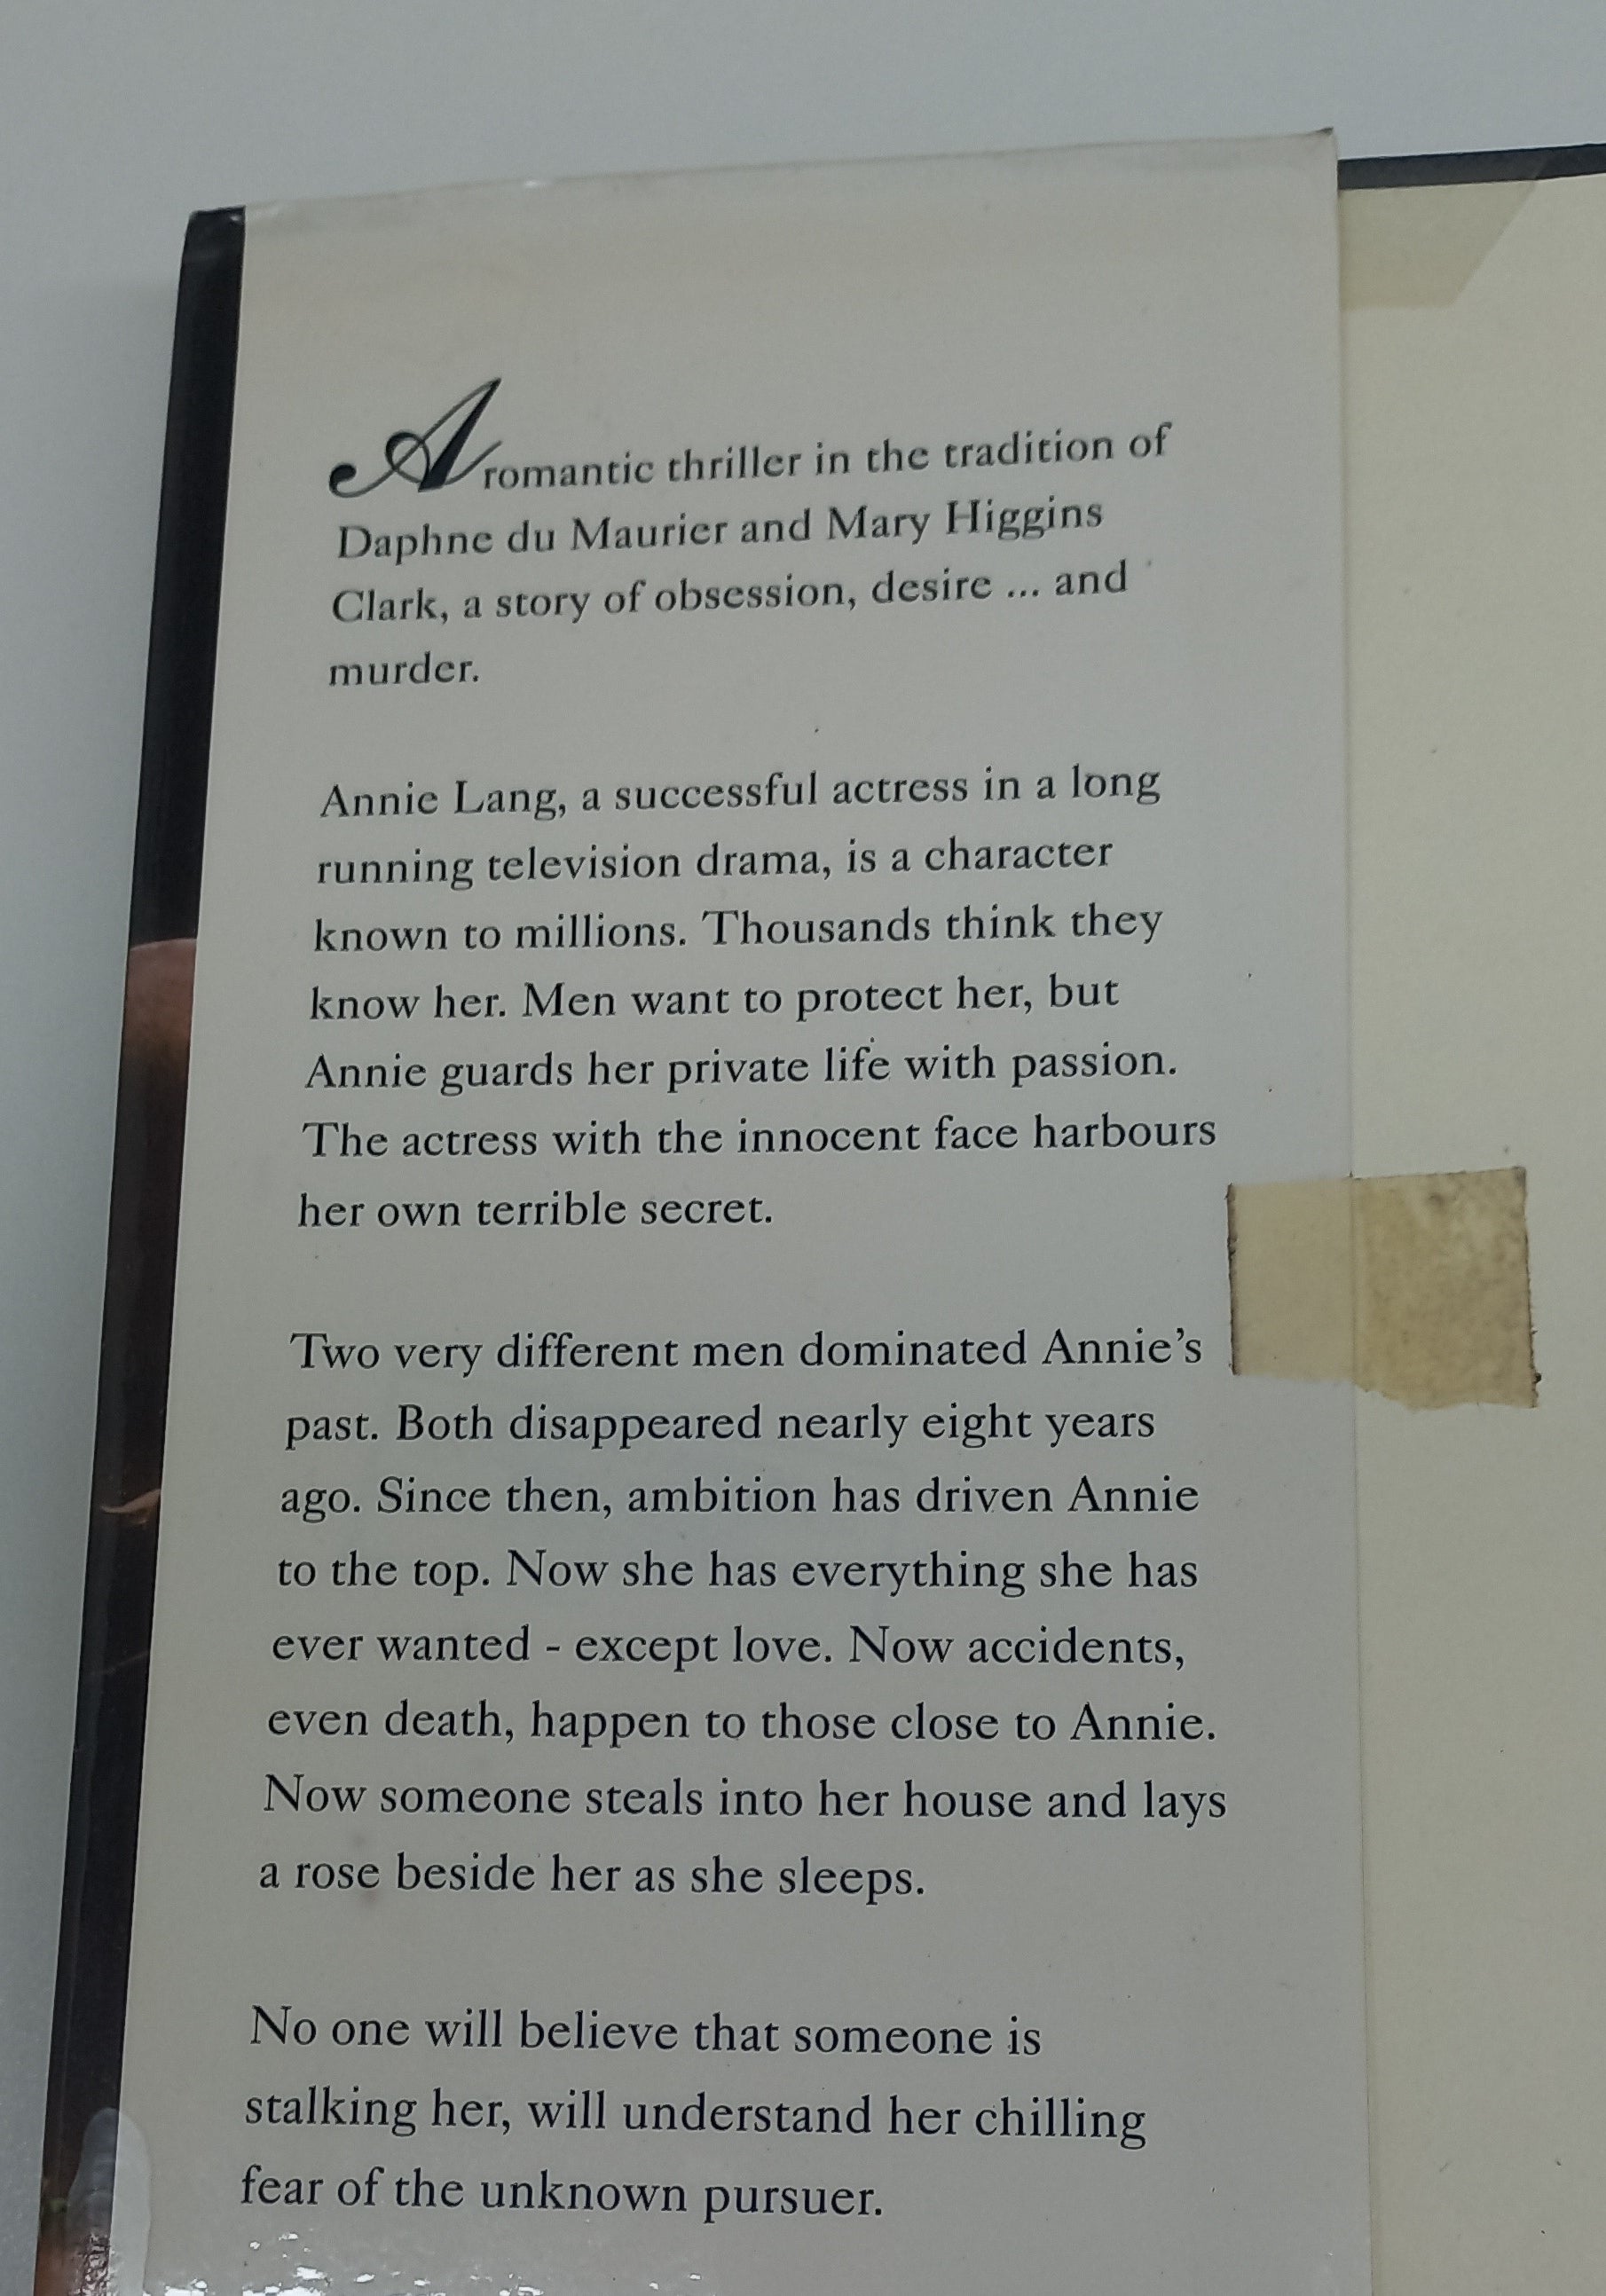 A romantic thriller in the tradition of
Daphne du Maurier and Mary Higgins
Clark, a story of obsession, desire ... and
murder.
Annie Lang, a successful actress in a long
running television drama, is a character
known to millions. Thousands think they
know her. Men want to protect her, but
Annie guards her private life with passion.
The actress with the innocent face harbours
her own terrible secret.
Two very different men dominated Annie’s
past. Both disappeared nearly eight years
ago. Since then, ambition has driven Annie
to the top. Now she has everything she has
ever wanted - except love. Now accidents,
even death, happen to those close to Annie.
Now someone steals into her house and lays
a rose beside her as she sleeps.
No one will believe that someone is
stalking her, will understand her chilling
fear of the unknown pursuer.